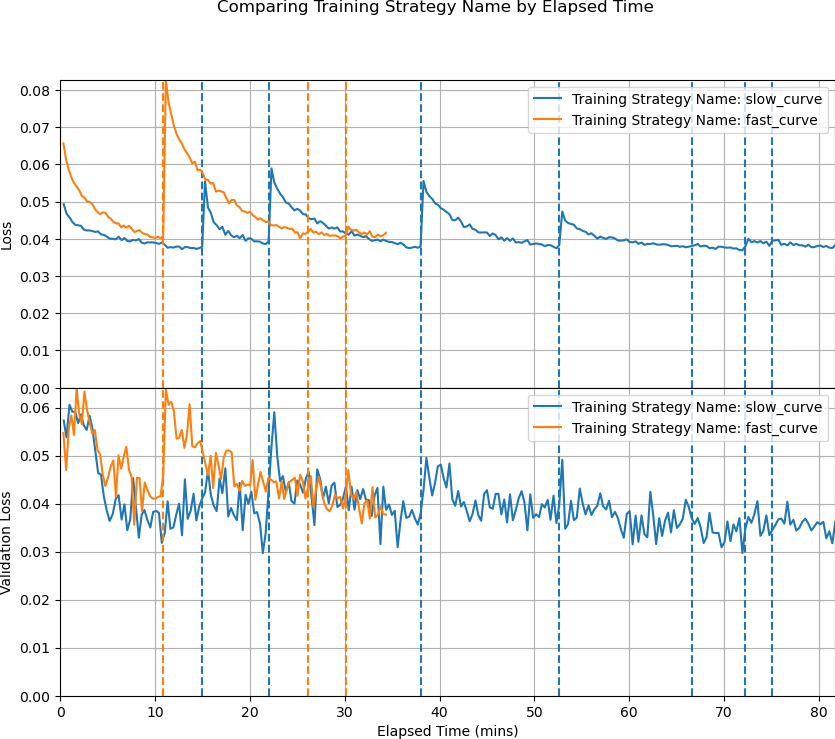 Comparing Training Strategy Name by Elapsed Time
0.08
0.07
0.06
0.05
0.04
0.03
0.02
0.01
0.00
Loss
Training Strategy Name: slow_curve
Training Strategy Name: fast_curve
0.06
0.05
0.04
0.03
0.02
0.01
0.00
Validation Loss
Training Strategy Name: slow_curve
Training Strategy Name: fast_curve
0 10 20 30 40 50 60 70 80
Elapsed Time (mins)